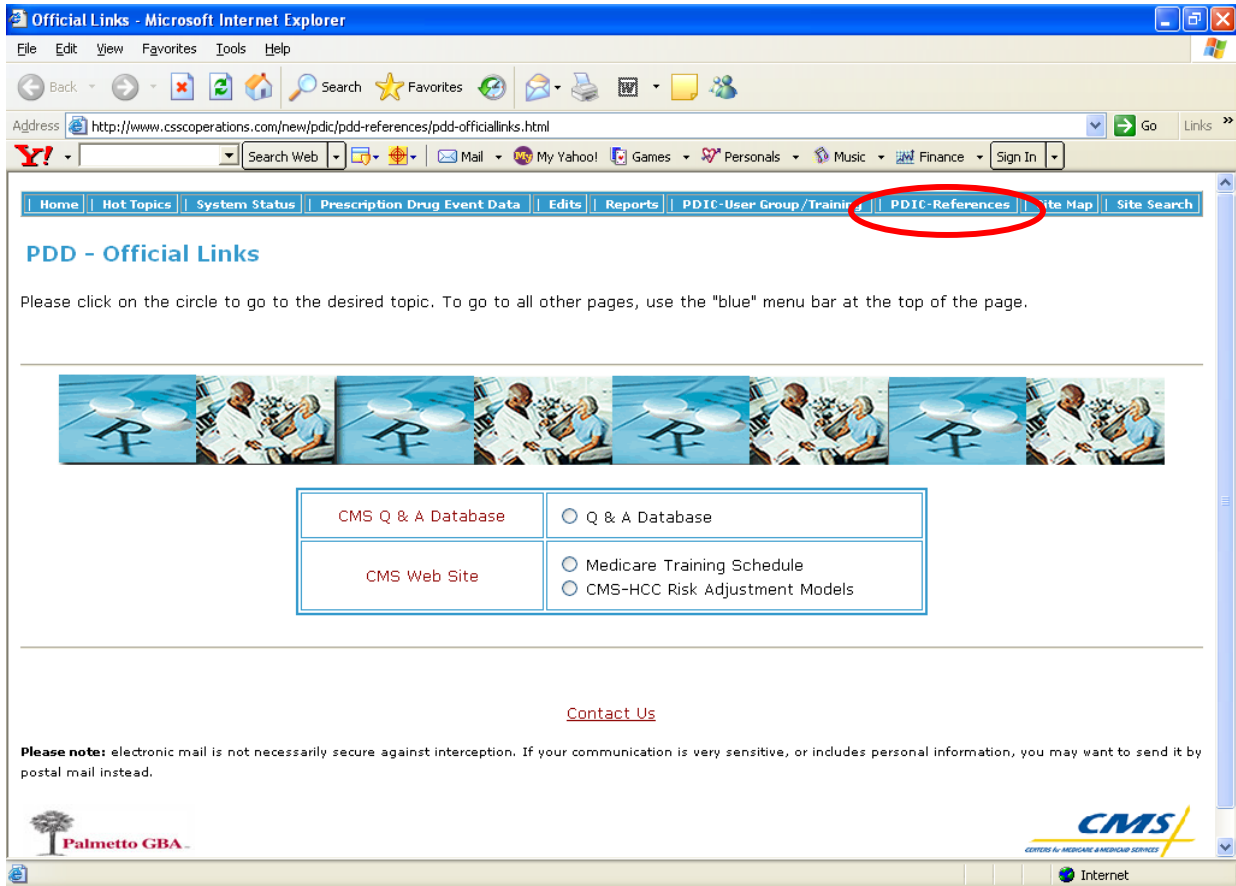 Official Links - Microsoft Internet Explorer
File Edit View Favorites Tools Help
Back Search Favorites
Address http://www.csscoperations.com/new/pdic/pdd-references/pdd-officiallinks.html Go Links »
Y! Search Web Mail My Yahoo! Games Personals Music Finance Sign In
| Home | | Hot Topics | | System Status | | Prescription Drug Event Data | | Edits | | Reports | | PDIC-User Group/Training | | PDIC-References | | Site Map | | Site Search
PDD - Official Links
Please click on the circle to go to the desired topic. To go to all other pages, use the "blue" menu bar at the top of the page.
CMS Q & A Database Q & A Database
CMS Web Site Medicare Training Schedule
CMS-HCC Risk Adjustment Models
Contact Us
Please note: electronic mail is not necessarily secure against interception. If your communication is very sensitive, or includes personal information, you may want to send it by
postal mail instead.
Palmetto GBA
CMS
CENTERS for MEDICARE & MEDICAID SERVICES
Internet